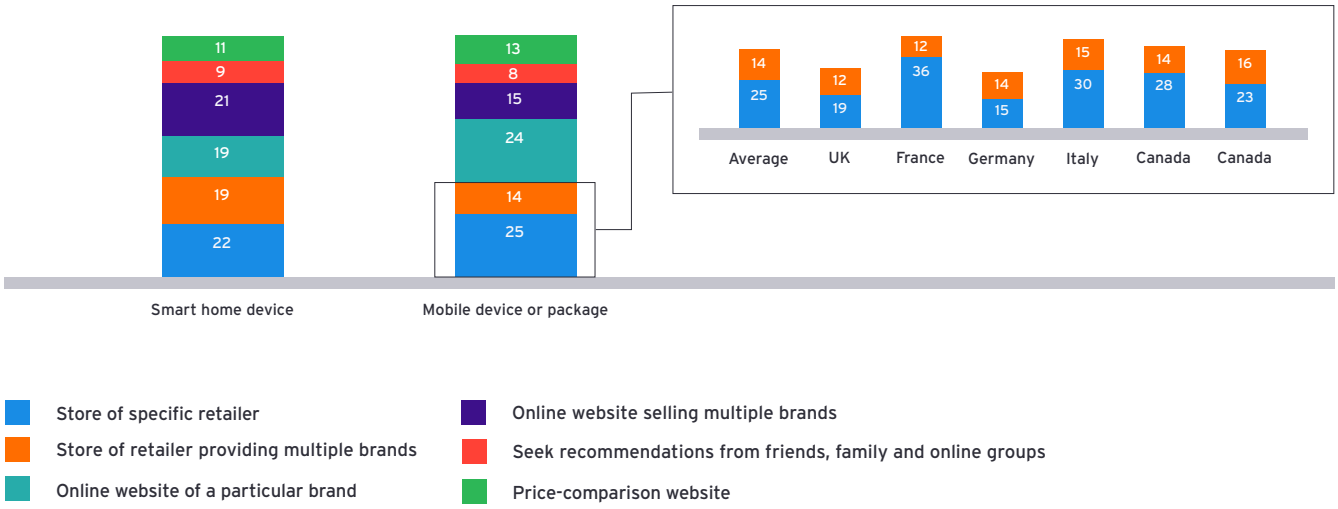 11
9
21
19
19
22
Smart home device
13
8
15
24
14
25
Mobile device or package
14 12 12 14 15 14 16
25 19 36 15 30 28 23
Average UK France Germany Italy Canada Canada
Store of specific retailer
Store of retailer providing multiple brands
Online website of a particular brand
Online website selling multiple brands
Seek recommendations from friends, family and online groups
Price-comparison website